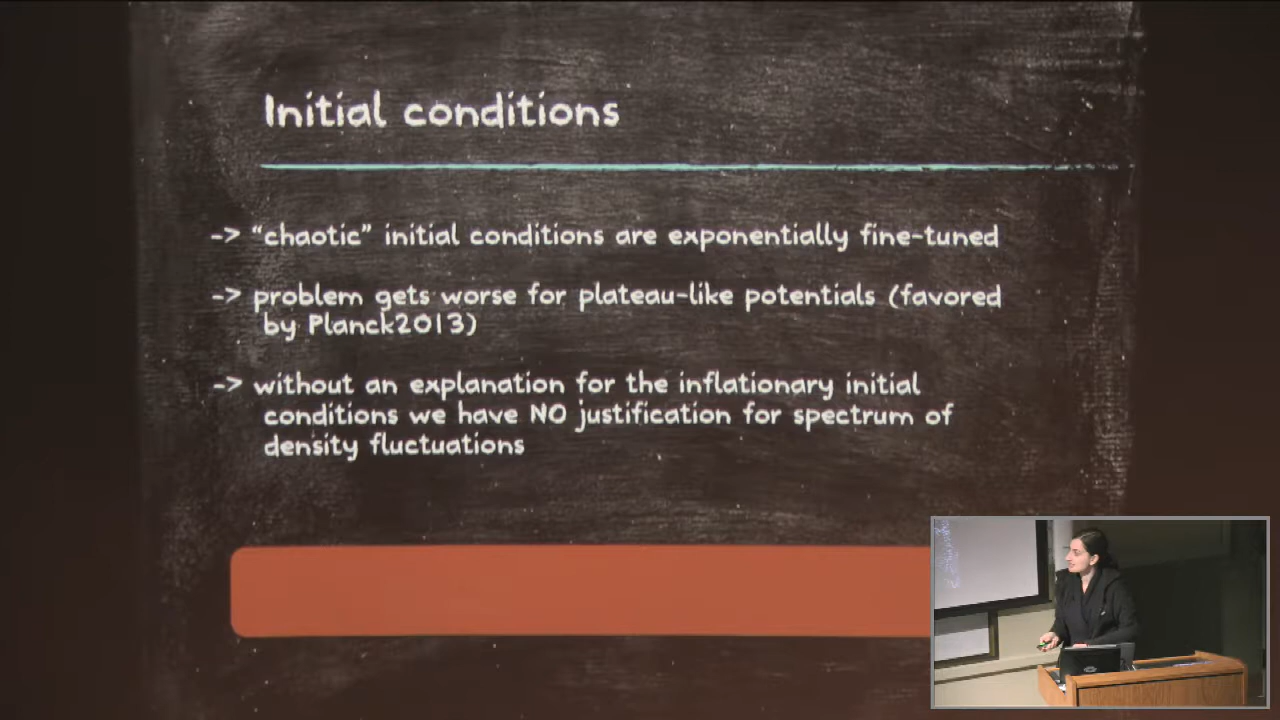 Initial conditions
-> “chaotic” initial conditions are exponentially fine-tuned
-> problem gets worse for plateau-like potentials (favored
by Planck2013)
-> without an explanation for the inflationary initial
conditions we have NO justification for spectrum of
density fluctuations